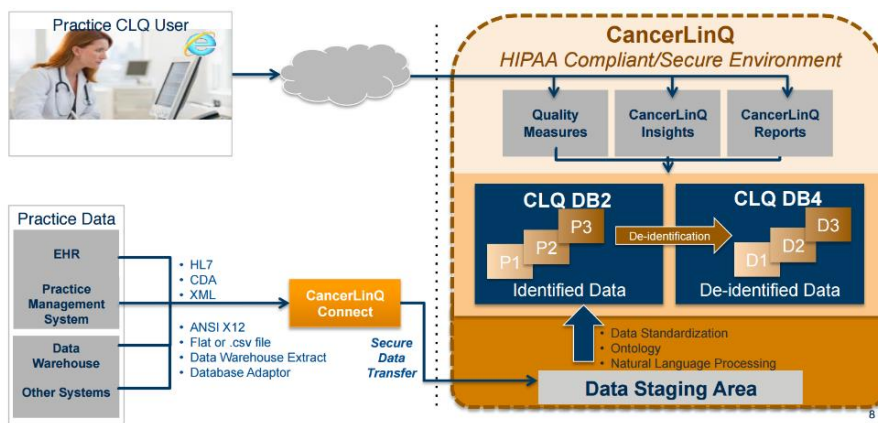 Practice CLQ User
CancerLinQ
HIPAA Compliant/Secure Environment
Quality
Measures
CancerLinQ
Insights
CancerLinQ
Reports
CLQ DB2
P1
P2
P3
Identified Data
De-identification
CLQ DB4
D1
D2
D3
De-identified Data
Practice Data
EHR
Practice
Management
System
Data
Warehouse
Other Systems
• HL7
• CDA
• XML
• ANSI X12
• Flat or .csv file
• Data Warehouse Extract
• Database Adaptor
CancerLinQ
Connect
Secure
Data
Transfer
• Data Standardization
• Ontology
• Natural Language Processing
Data Staging Area
8